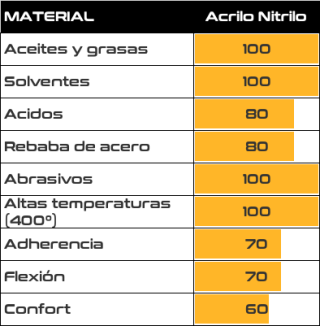 MATERIAL Acrilo Nitrilo
Aceites y grasas 100
Solventes 100
Acidos 80
Rebaba de acero 80
Abrasivos 100
Altas temperaturas 100
(400°)
Adherencia 70
Flexión 70
Confort 60